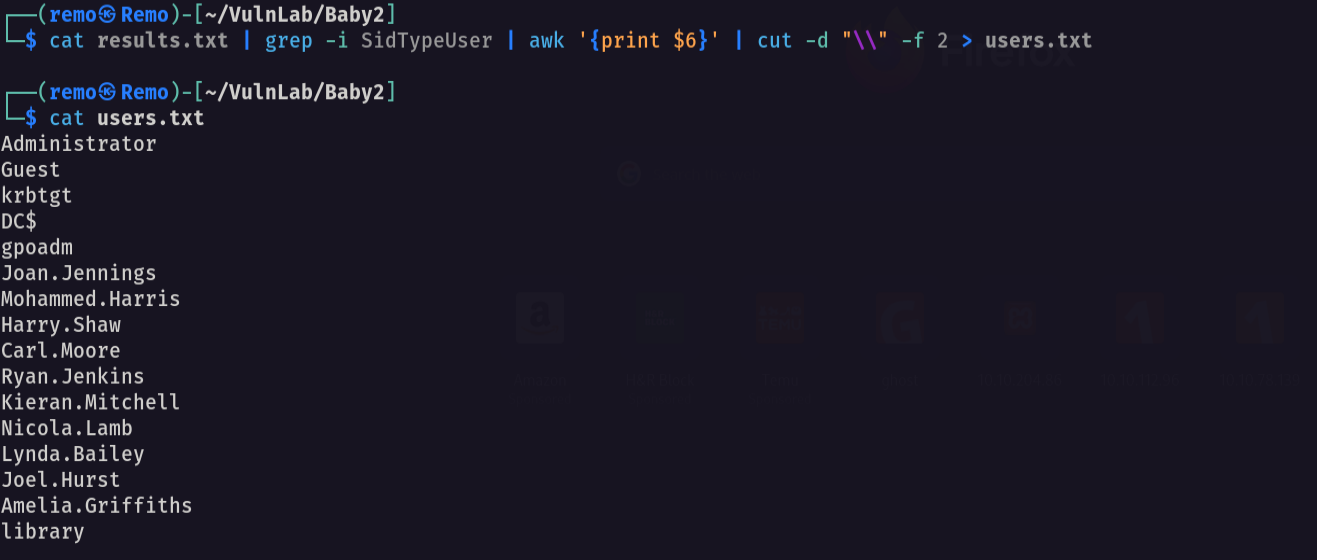 ┌──(remo㉿Remo)-[~/VulnLab/Baby2]
└─$ cat results.txt | grep -i SidTypeUser | awk '{print $6}' | cut -d "\\" -f 2 > users.txt
┌──(remo㉿Remo)-[~/VulnLab/Baby2]
└─$ cat users.txt
Administrator
Guest
krbtgt
DC$
gpoadm
Joan.Jennings
Mohammed.Harris
Harry.Shaw
Carl.Moore
Ryan.Jenkins
Kieran.Mitchell
Nicola.Lamb
Lynda.Bailey
Joel.Hurst
Amelia.Griffiths
library
Firefox